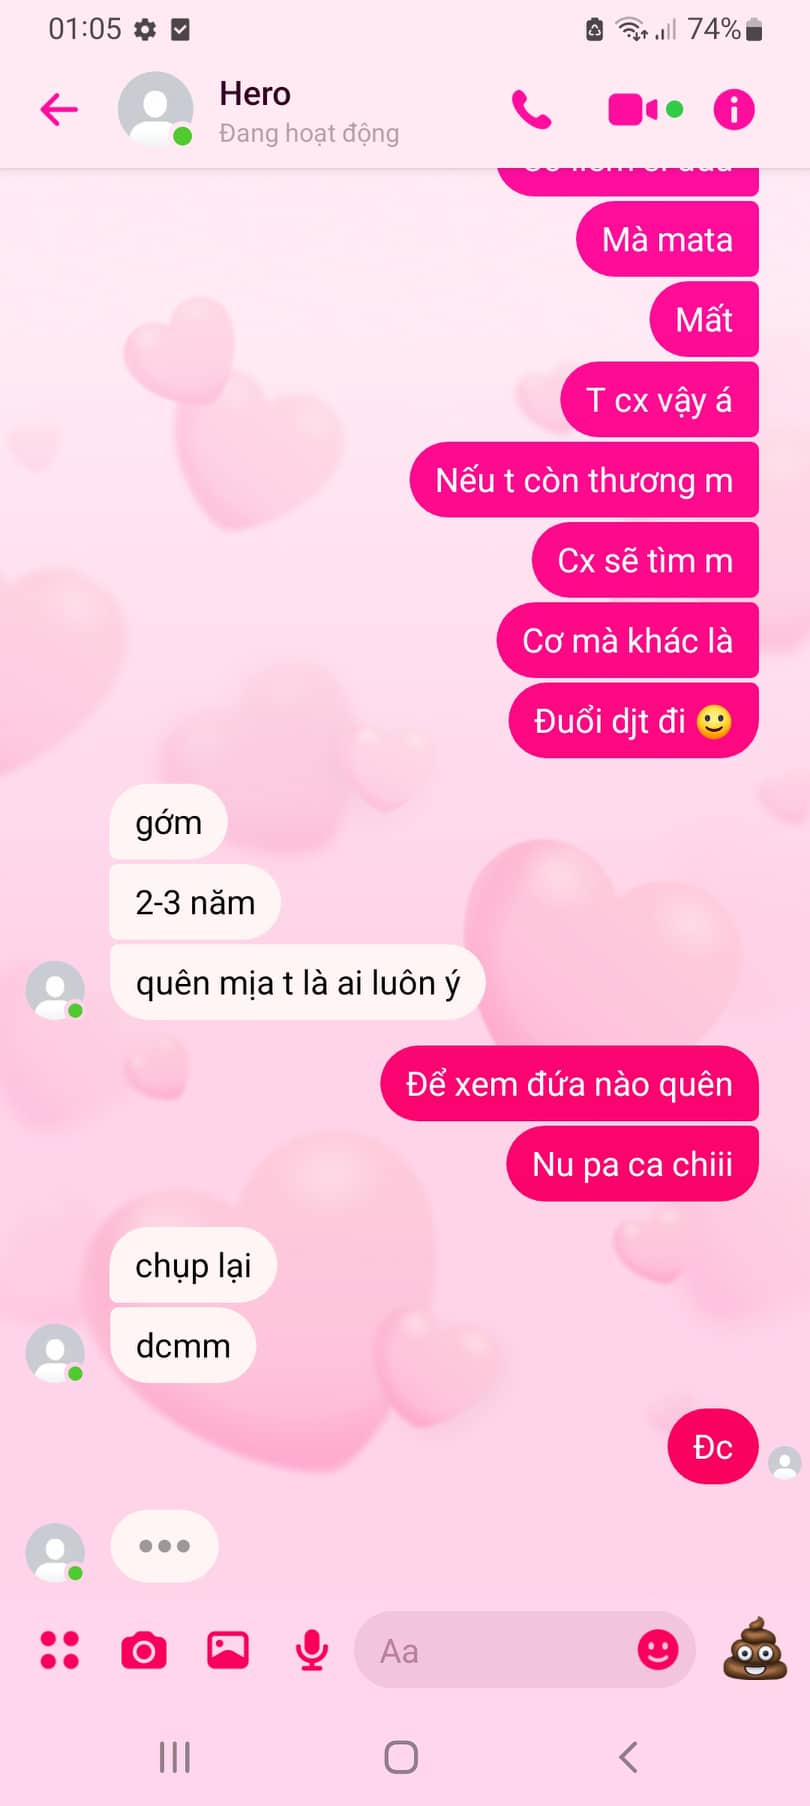 01:05
74%
Hero
Đang hoạt động
Mà mata
Mất
T cx vậy á
Nếu t còn thương m
Cx sẽ tìm m
Cơ mà khác là
Đuổi djt đi 🙂
gớm
2-3 năm
quên mịa t là ai luôn ý
Để xem đứa nào quên
Nu pa ca chiii
chụp lại
dcmm
Đc
Aa